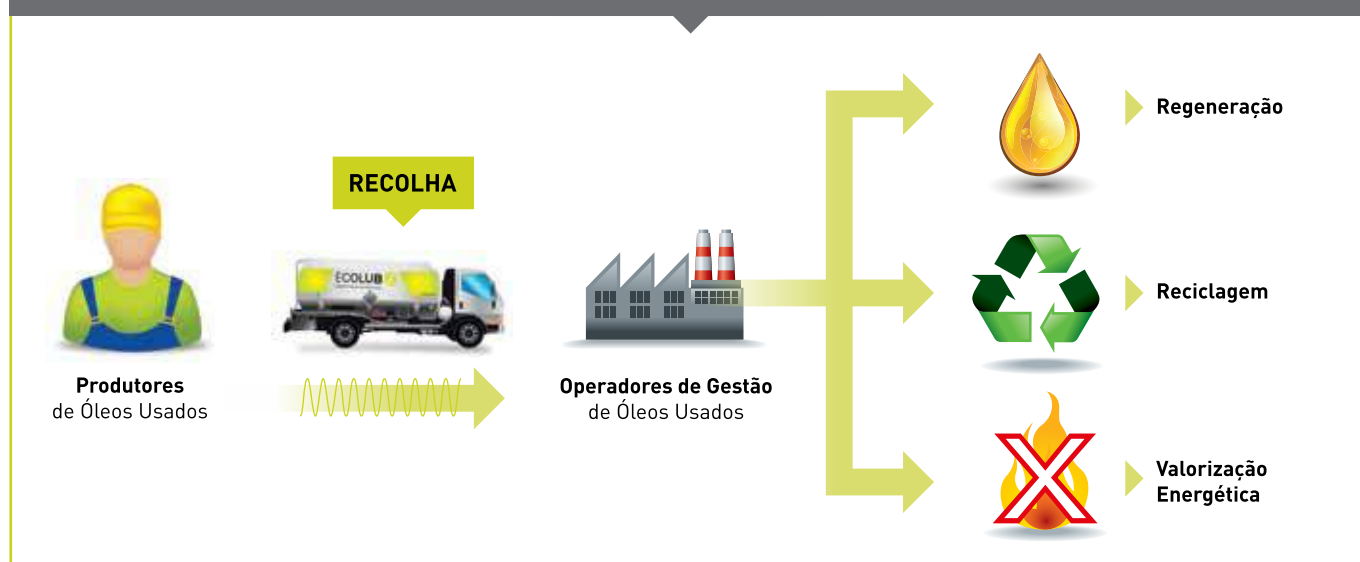 RECOLHA
ECOLUB
Produtores
de Óleos Usados
Operadores de Gestão
de Óleos Usados
Regeneração
Reciclagem
Valorização
Energética